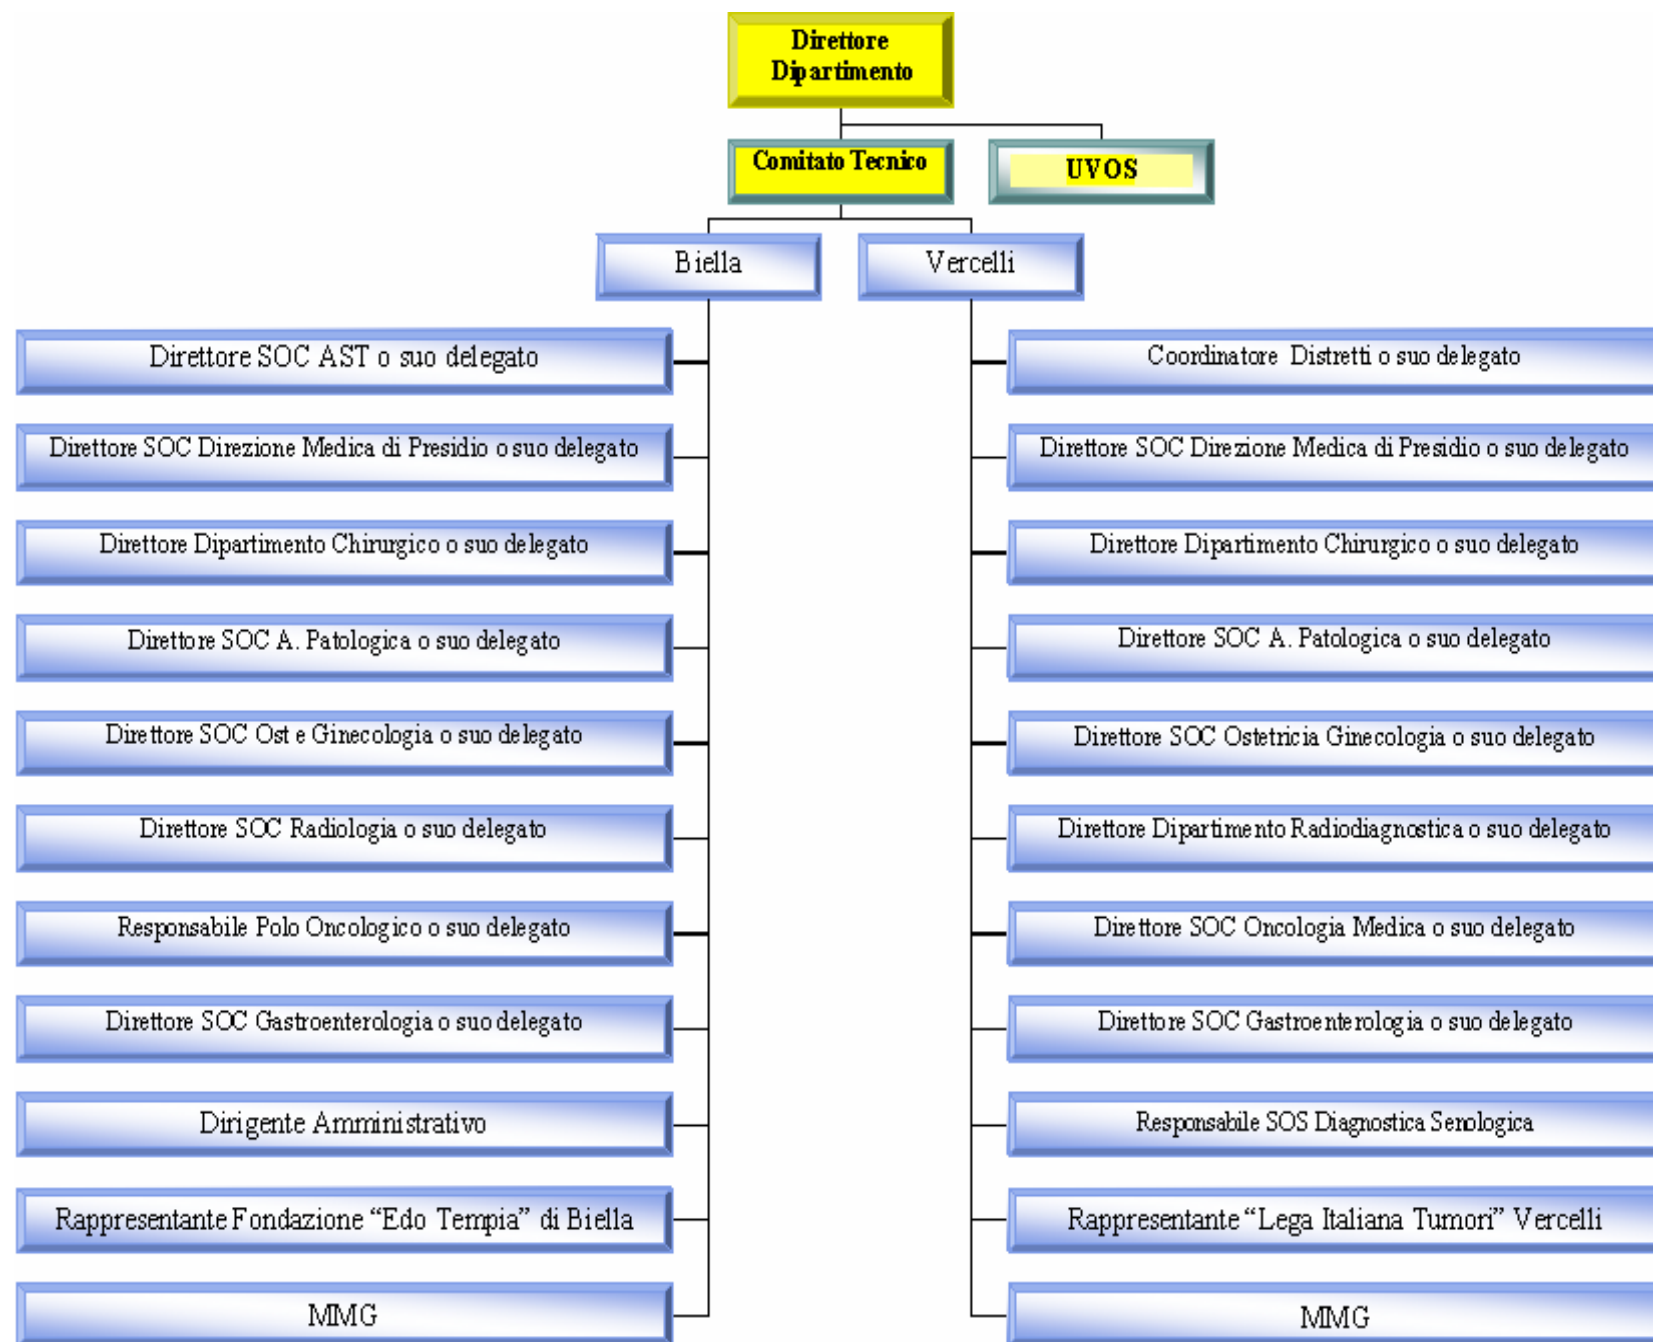 Direttore
Dipartimento
Comitato Tecnico
UVOS
Biella
Vercelli
Direttore SOC AST o suo delegato
Coordinatore Distretti o suo delegato
Direttore SOC Direzione Medica di Presidio o suo delegato
Direttore SOC Direzione Medica di Presidio o suo delegato
Direttore Dipartimento Chirurgico o suo delegato
Direttore Dipartimento Chirurgico o suo delegato
Direttore SOC A. Patologica o suo delegato
Direttore SOC A. Patologica o suo delegato
Direttore SOC Ost e Ginecologia o suo delegato
Direttore SOC Ostetricia Ginecologia o suo delegato
Direttore SOC Radiologia o suo delegato
Direttore Dipartimento Radiodiagnostica o suo delegato
Responsabile Polo Oncologico o suo delegato
Direttore SOC Oncologia Medica o suo delegato
Direttore SOC Gastroenterologia o suo delegato
Direttore SOC Gastroenterologia o suo delegato
Dirigente Amministrativo
Responsabile SOS Diagnostica Senologica
Rappresentante Fondazione “Edo Tempia” di Biella
Rappresentante “Lega Italiana Tumori” Vercelli
MMG
MMG